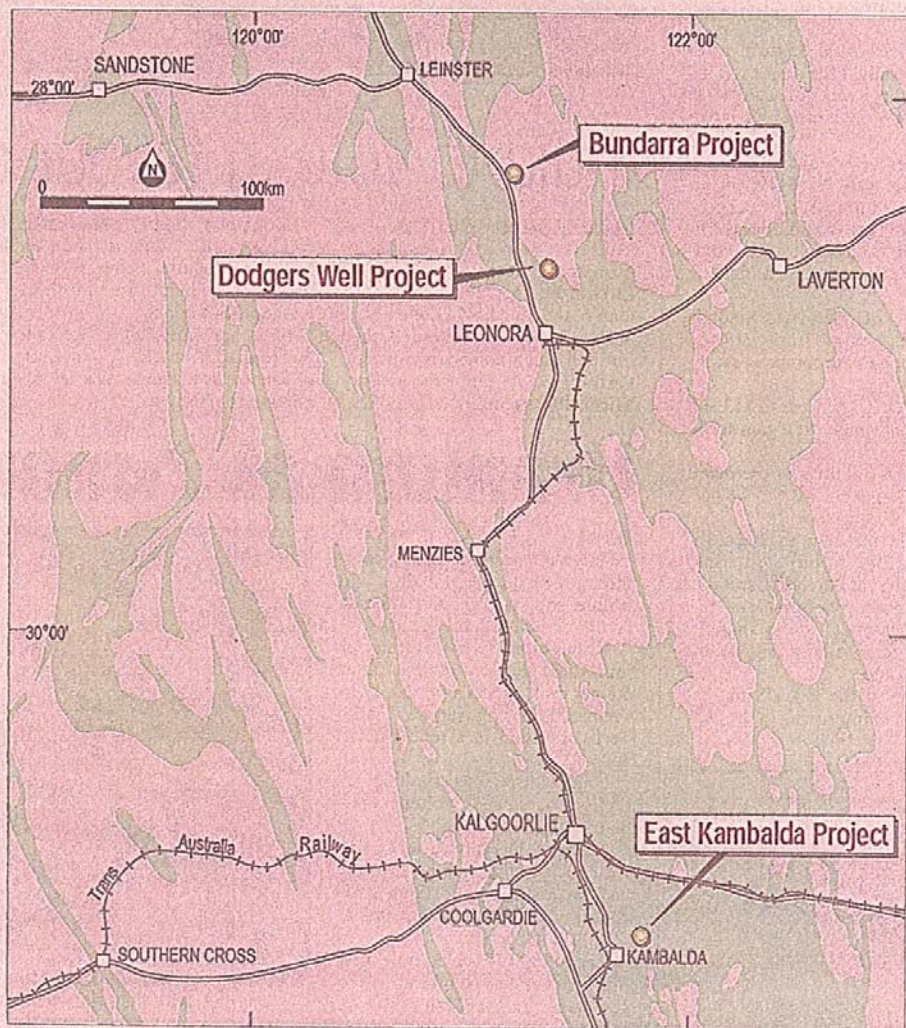 120°00'
122°00'
SANDSTONE
LEINSTER
28°00'
Bundarra Project
N
0
100km
Dodgers Well Project
LAVERTON
LEONORA
MENZIES
30°00'
KALGOORLIE
East Kambalda Project
Trans Australia Railway
COOLGARDIE
SOUTHERN CROSS
KAMBALDA